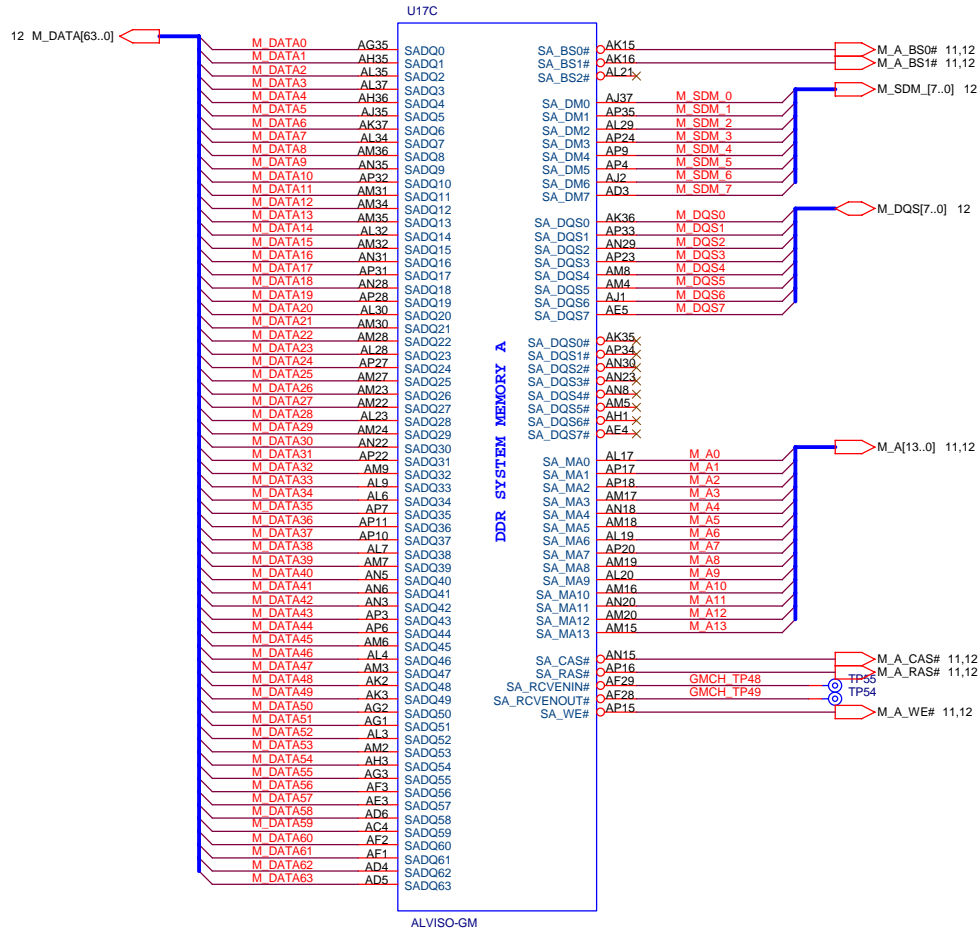 U17C
12 M_DATA[63..0]
M_DATA0 AG35 SADQ0
M_DATA1 AH35 SADQ1
M_DATA2 AL35 SADQ2
M_DATA3 AL37 SADQ3
M_DATA4 AH36 SADQ4
M_DATA5 AJ35 SADQ5
M_DATA6 AK37 SADQ6
M_DATA7 AL34 SADQ7
M_DATA8 AM36 SADQ8
M_DATA9 AN35 SADQ9
M_DATA10 AP32 SADQ10
M_DATA11 AM31 SADQ11
M_DATA12 AM34 SADQ12
M_DATA13 AM35 SADQ13
M_DATA14 AL32 SADQ14
M_DATA15 AM32 SADQ15
M_DATA16 AN31 SADQ16
M_DATA17 AP31 SADQ17
M_DATA18 AN28 SADQ18
M_DATA19 AP28 SADQ19
M_DATA20 AL30 SADQ20
M_DATA21 AM30 SADQ21
M_DATA22 AM28 SADQ22
M_DATA23 AL28 SADQ23
M_DATA24 AP27 SADQ24
M_DATA25 AM27 SADQ25
M_DATA26 AM23 SADQ26
M_DATA27 AM22 SADQ27
M_DATA28 AL23 SADQ28
M_DATA29 AM24 SADQ29
M_DATA30 AN22 SADQ30
M_DATA31 AP22 SADQ31
M_DATA32 AM9 SADQ32
M_DATA33 AL9 SADQ33
M_DATA34 AL6 SADQ34
M_DATA35 AP7 SADQ35
M_DATA36 AP11 SADQ36
M_DATA37 AP10 SADQ37
M_DATA38 AL7 SADQ38
M_DATA39 AM7 SADQ39
M_DATA40 AN5 SADQ40
M_DATA41 AN6 SADQ41
M_DATA42 AN3 SADQ42
M_DATA43 AP3 SADQ43
M_DATA44 AP6 SADQ44
M_DATA45 AM6 SADQ45
M_DATA46 AL4 SADQ46
M_DATA47 AM3 SADQ47
M_DATA48 AK2 SADQ48
M_DATA49 AK3 SADQ49
M_DATA50 AG2 SADQ50
M_DATA51 AG1 SADQ51
M_DATA52 AL3 SADQ52
M_DATA53 AM2 SADQ53
M_DATA54 AH3 SADQ54
M_DATA55 AG3 SADQ55
M_DATA56 AF3 SADQ56
M_DATA57 AE3 SADQ57
M_DATA58 AD6 SADQ58
M_DATA59 AC4 SADQ59
M_DATA60 AF2 SADQ60
M_DATA61 AF1 SADQ61
M_DATA62 AD4 SADQ62
M_DATA63 AD5 SADQ63
DDR SYSTEM MEMORY A
SA_BS0# AK15 M_A_BS0# 11,12
SA_BS1# AK16 M_A_BS1# 11,12
SA_BS2# AL21
M_SDM_[7..0] 12
SA_DM0 AJ37 M_SDM_0
SA_DM1 AP35 M_SDM_1
SA_DM2 AL29 M_SDM_2
SA_DM3 AP24 M_SDM_3
SA_DM4 AP9 M_SDM_4
SA_DM5 AP4 M_SDM_5
SA_DM6 AJ2 M_SDM_6
SA_DM7 AD3 M_SDM_7
M_DQS[7..0] 12
SA_DQS0 AK36 M_DQS0
SA_DQS1 AP33 M_DQS1
SA_DQS2 AN29 M_DQS2
SA_DQS3 AP23 M_DQS3
SA_DQS4 AM8 M_DQS4
SA_DQS5 AM4 M_DQS5
SA_DQS6 AJ1 M_DQS6
SA_DQS7 AE5 M_DQS7
SA_DQS0# AK35
SA_DQS1# AP34
SA_DQS2# AN30
SA_DQS3# AN23
SA_DQS4# AN8
SA_DQS5# AM5
SA_DQS6# AH1
SA_DQS7# AE4
M_A[13..0] 11,12
SA_MA0 AL17 M_A0
SA_MA1 AP17 M_A1
SA_MA2 AP18 M_A2
SA_MA3 AM17 M_A3
SA_MA4 AN18 M_A4
SA_MA5 AM18 M_A5
SA_MA6 AL19 M_A6
SA_MA7 AP20 M_A7
SA_MA8 AM19 M_A8
SA_MA9 AL20 M_A9
SA_MA10 AM16 M_A10
SA_MA11 AN20 M_A11
SA_MA12 AM20 M_A12
SA_MA13 AM15 M_A13
SA_CAS# AN15 M_A_CAS# 11,12
SA_RAS# AP16 M_A_RAS# 11,12
SA_RCVENIN# AF29 GMCH_TP48 TP55
SA_RCVENOUT# AF28 GMCH_TP49 TP54
SA_WE# AP15 M_A_WE# 11,12
ALVISO-GM